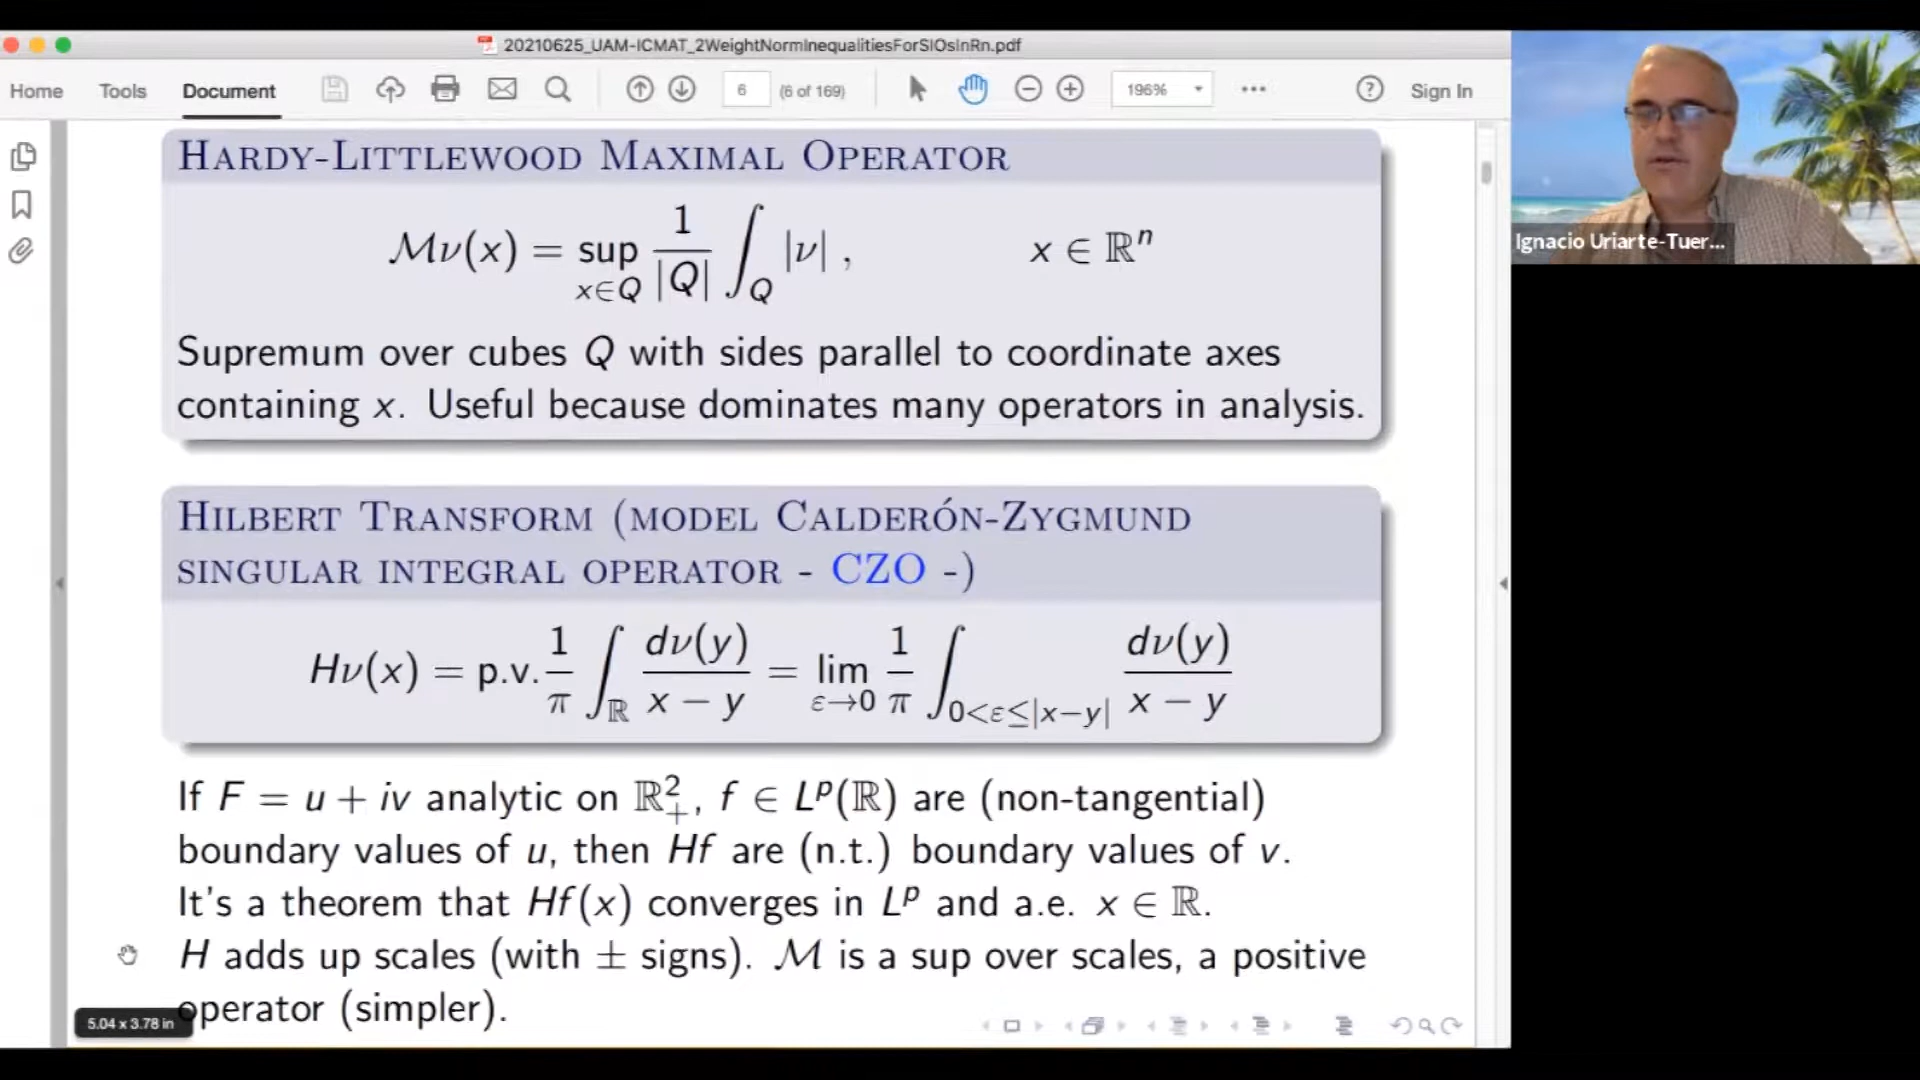 20210625_UAM-ICMAT_2WeightNormInequalitiesForSIOsInRn.pdf
Home Tools Document 6 (6 of 169) 196% ? Sign In
HARDY-LITTLEWOOD MAXIMAL OPERATOR
ℳν(x) = sup_{x∈Q} 1/|Q| ∫_Q |ν| , x ∈ ℝⁿ
Supremum over cubes Q with sides parallel to coordinate axes
containing x. Useful because dominates many operators in analysis.
HILBERT TRANSFORM (MODEL CALDERÓN-ZYGMUND
SINGULAR INTEGRAL OPERATOR - CZO -)
Hν(x) = p.v. 1/π ∫_ℝ dν(y)/(x − y) = lim_{ε→0} 1/π ∫_{0<ε≤|x−y|} dν(y)/(x − y)
If F = u + iv analytic on ℝ²₊, f ∈ Lᵖ(ℝ) are (non-tangential)
boundary values of u, then Hf are (n.t.) boundary values of v.
It's a theorem that Hf(x) converges in Lᵖ and a.e. x ∈ ℝ.
H adds up scales (with ± signs). ℳ is a sup over scales, a positive
operator (simpler).
5.04 x 3.78 in
Ignacio Uriarte-Tuer...